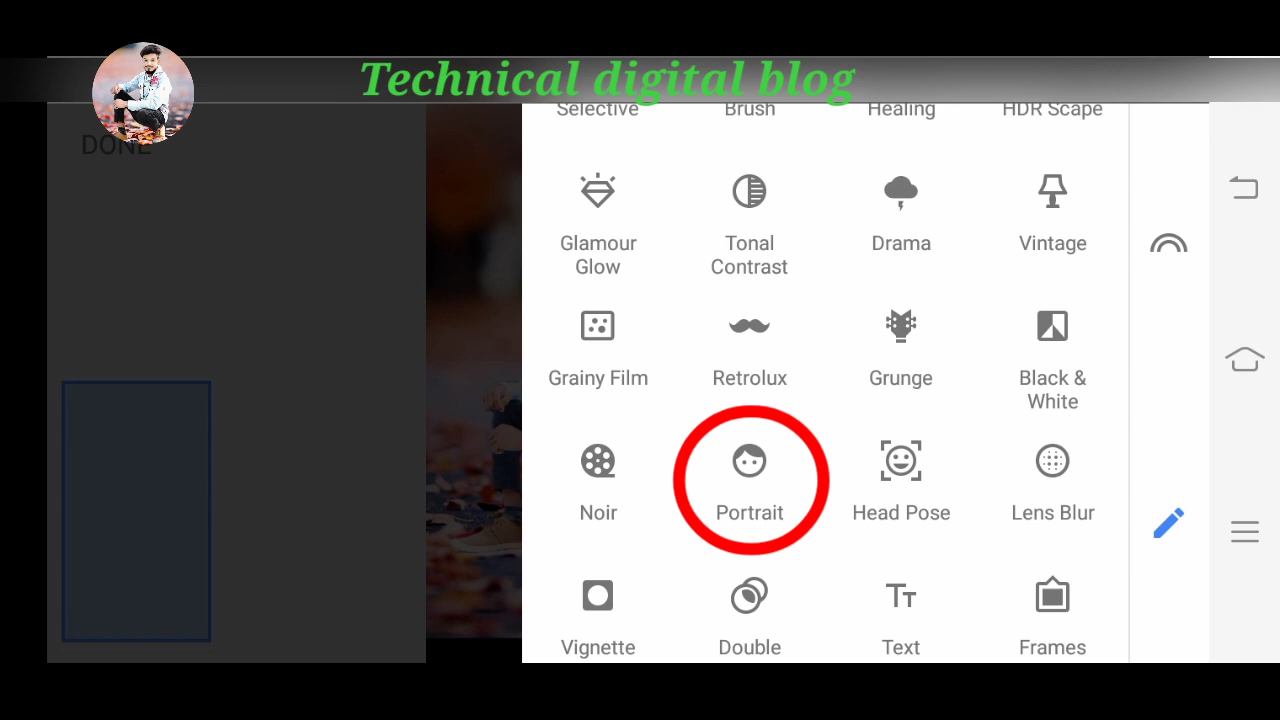 Technical digital blog
Selective Brush Healing HDR Scape
DONE
Glamour Glow Tonal Contrast Drama Vintage
Grainy Film Retrolux Grunge Black & White
Noir Portrait Head Pose Lens Blur
Vignette Double Text Frames